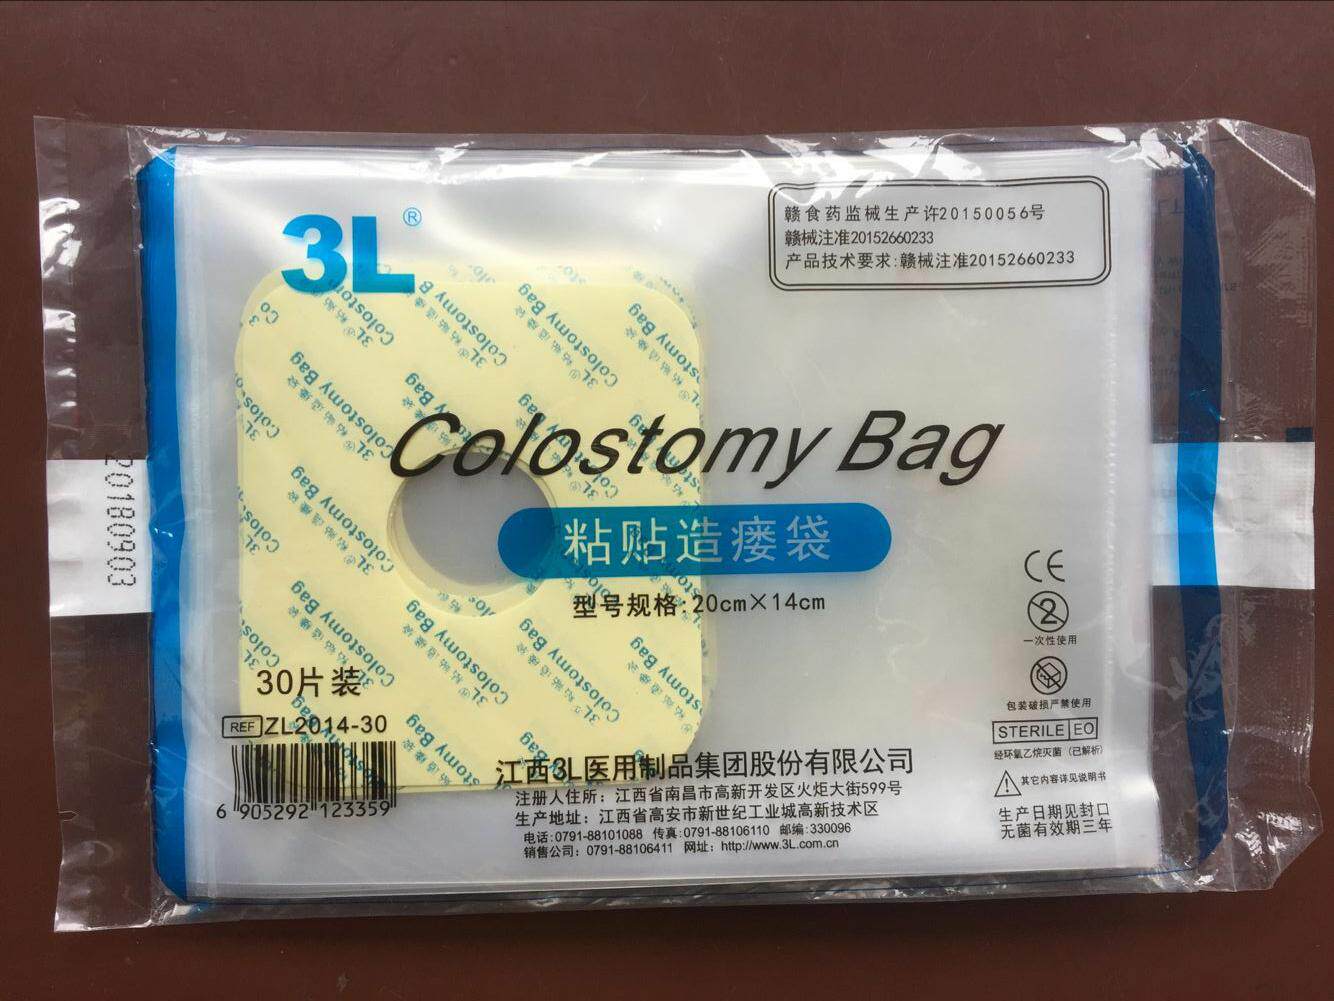 3L®
赣食药监械生产许20150056号
赣械注准20152660233
产品技术要求:赣械注准20152660233
Colostomy Bag
粘贴造瘘袋
型号规格:20cm×14cm
20180903
30片装
REF ZL2014-30
6 905292 123359
江西3L医用制品集团股份有限公司
注册人住所：江西省南昌市高新开发区火炬大街599号
生产地址：江西省高安市新世纪工业城高新技术区
电话:0791-88101088 传真:0791-88106110 邮编:330096
销售公司：0791-88106411 网址：http://www.3L.com.cn
CE
2
一次性使用
包装破损严禁使用
STERILE EO
经环氧乙烷灭菌（已解析）
其它内容详见说明书
生产日期见封口
无菌有效期三年
3L®粘贴造瘘袋
Colostomy Bag